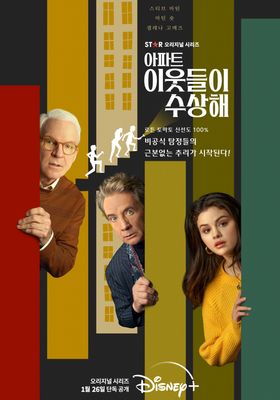 스티브 마틴
마틴 숏
셀레나 고메즈
STAR 오리지널 시리즈
아파트
이웃들이
수상해
로튼 토마토 신선도 100%
비공식 탐정들의
근본없는 추리가 시작된다!
오리지널 시리즈
1월 26일 단독 공개
Disney+